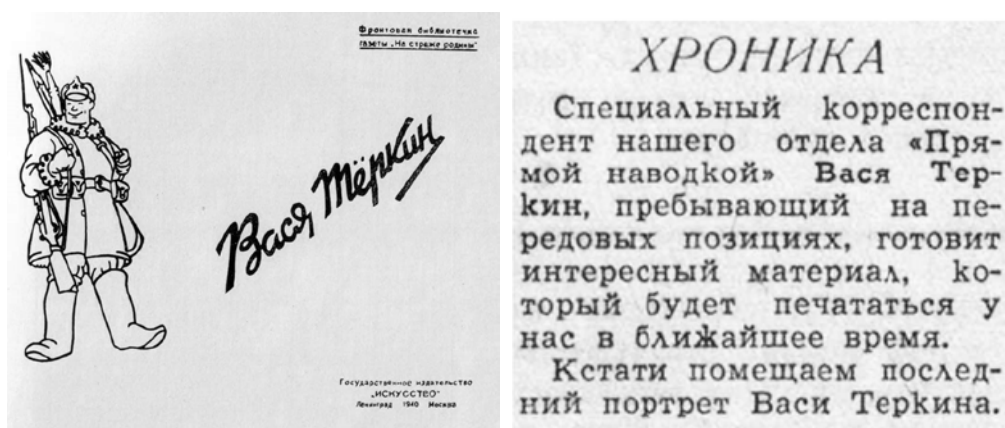 Фронтовая библиотечка
газеты „На страже родины"
Вася Тёркин
Государственное издательство
„ИСКУССТВО"
Ленинград 1940 Москва
ХРОНИКА
Специальный корреспон-
дент нашего отдела «Пря-
мой наводкой» Вася Тер-
кин, пребывающий на пе-
редовых позициях, готовит
интересный материал, ко-
торый будет печататься у
нас в ближайшее время.
Кстати помещаем послед-
ний портрет Васи Теркина.